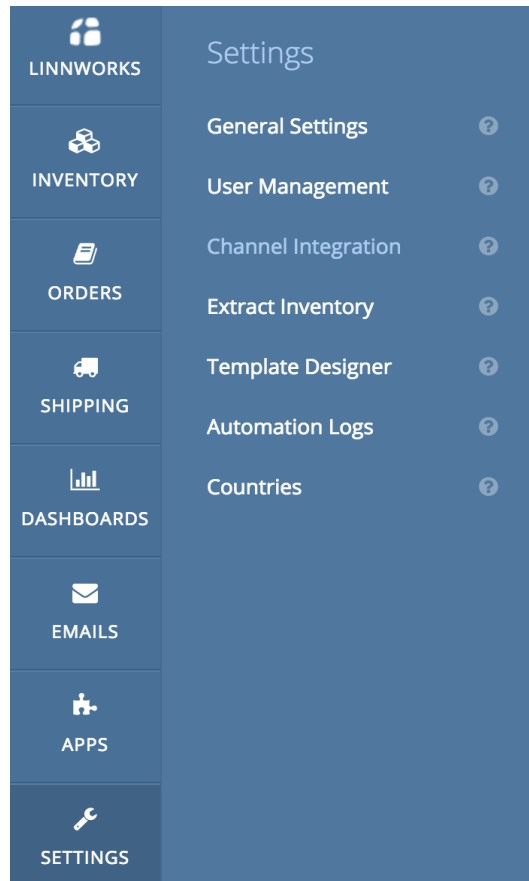 LINNWORKS
INVENTORY
ORDERS
SHIPPING
DASHBOARDS
EMAILS
APPS
SETTINGS
Settings
General Settings ?
User Management ?
Channel Integration ?
Extract Inventory ?
Template Designer ?
Automation Logs ?
Countries ?